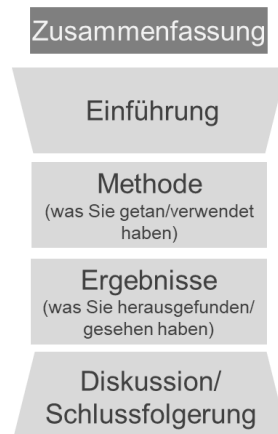 Zusammenfassung
Einführung
Methode
(was Sie getan/verwendet
haben)
Ergebnisse
(was Sie herausgefunden/
gesehen haben)
Diskussion/
Schlussfolgerung